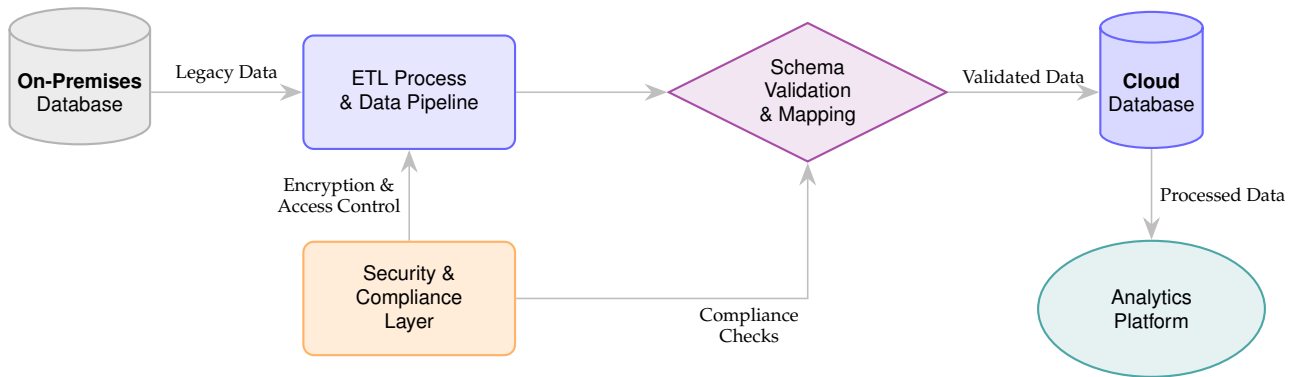 On-Premises
Database
Legacy Data
ETL Process
& Data Pipeline
Schema
Validation
& Mapping
Validated Data
Cloud
Database
Encryption &
Access Control
Processed Data
Security &
Compliance
Layer
Compliance
Checks
Analytics
Platform